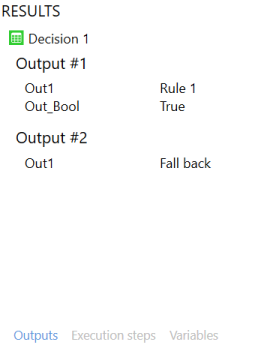 RESULTS
Decision 1
Output #1
Out1 Rule 1
Out_Bool True
Output #2
Out1 Fall back
Outputs Execution steps Variables